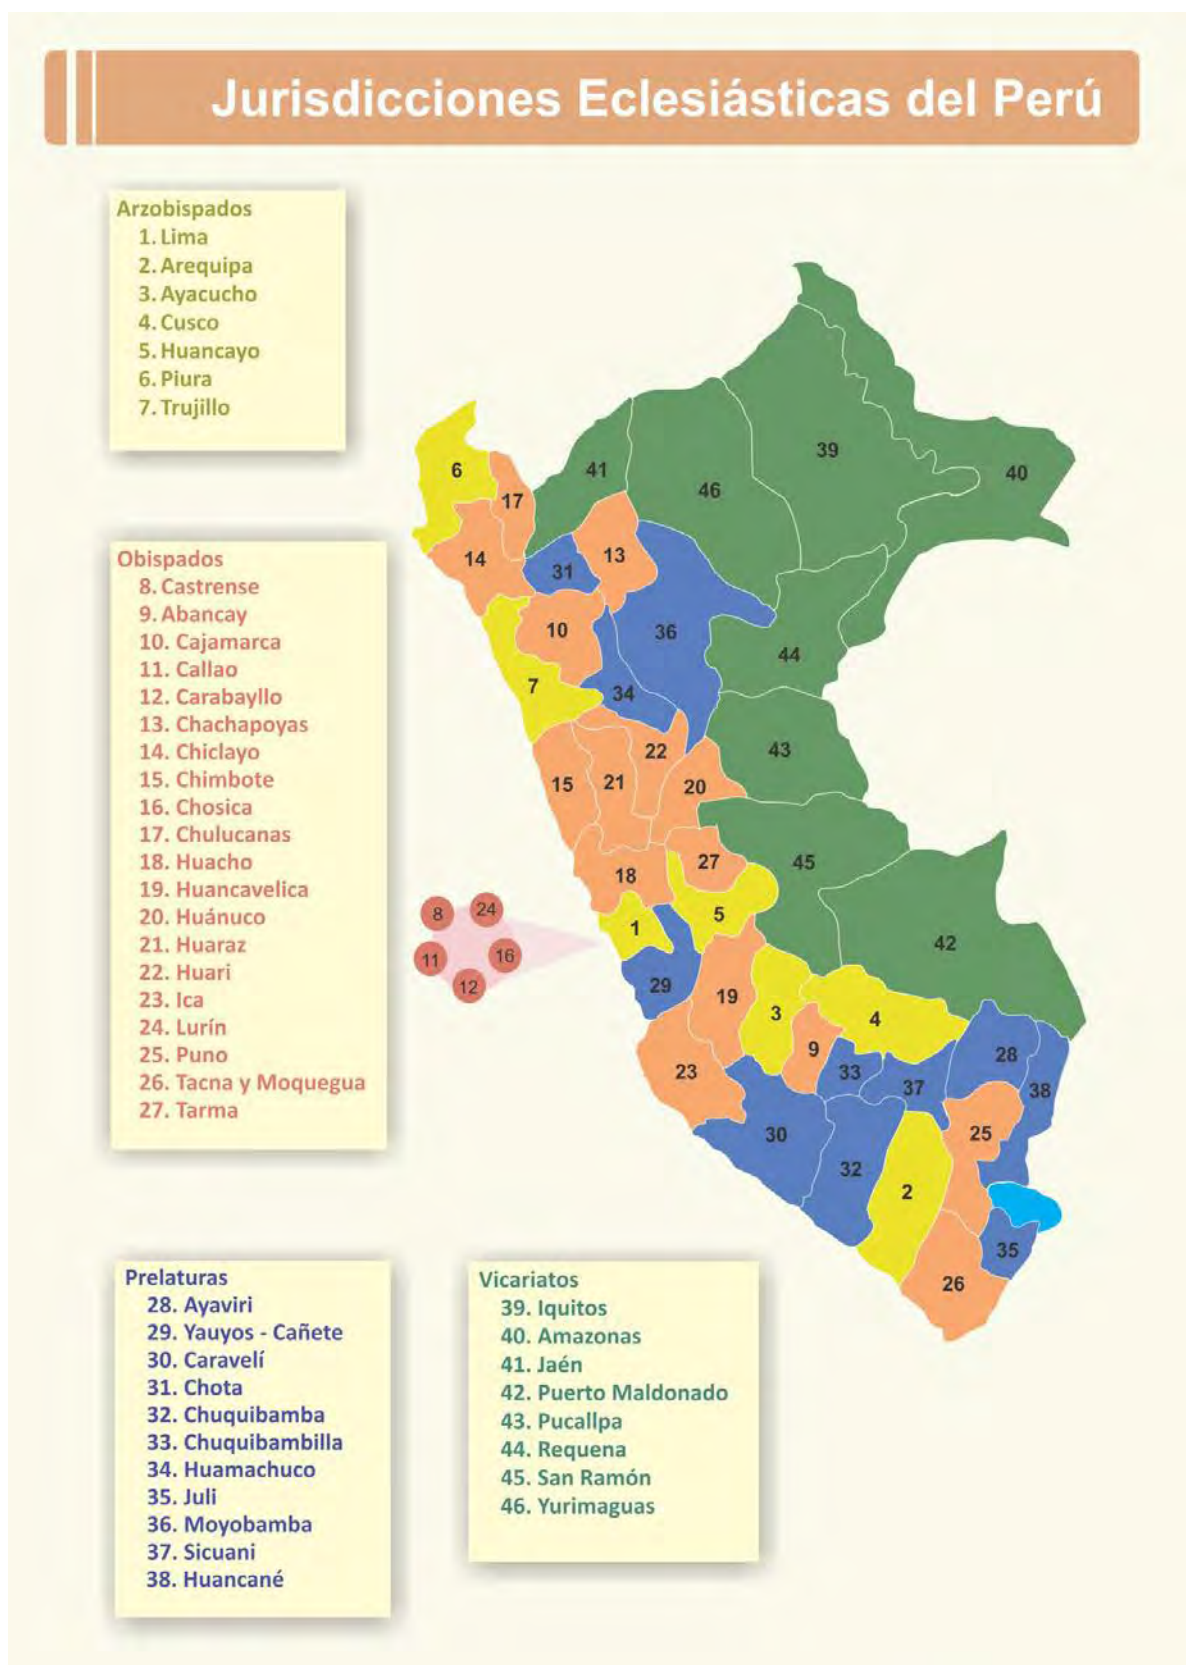 Jurisdicciones Eclesiásticas del Perú
Arzobispados
1. Lima
2. Arequipa
3. Ayacucho
4. Cusco
5. Huancayo
6. Piura
7. Trujillo
Obispados
8. Castrense
9. Abancay
10. Cajamarca
11. Callao
12. Carabayllo
13. Chachapoyas
14. Chiclayo
15. Chimbote
16. Chosica
17. Chulucanas
18. Huacho
19. Huancavelica
20. Huánuco
21. Huaraz
22. Huari
23. Ica
24. Lurín
25. Puno
26. Tacna y Moquegua
27. Tarma
Prelaturas
28. Ayaviri
29. Yauyos - Cañete
30. Caravelí
31. Chota
32. Chuquibamba
33. Chuquibambilla
34. Huamachuco
35. Juli
36. Moyobamba
37. Sicuani
38. Huancané
Vicariatos
39. Iquitos
40. Amazonas
41. Jaén
42. Puerto Maldonado
43. Pucallpa
44. Requena
45. San Ramón
46. Yurimaguas
39
6
41
40
46
17
14
13
31
10
36
44
7
34
22
43
15
21
20
27
45
18
8
24
5
1
42
11
16
12
29
19
3
4
9
28
23
33
37
38
30
25
32
2
35
26